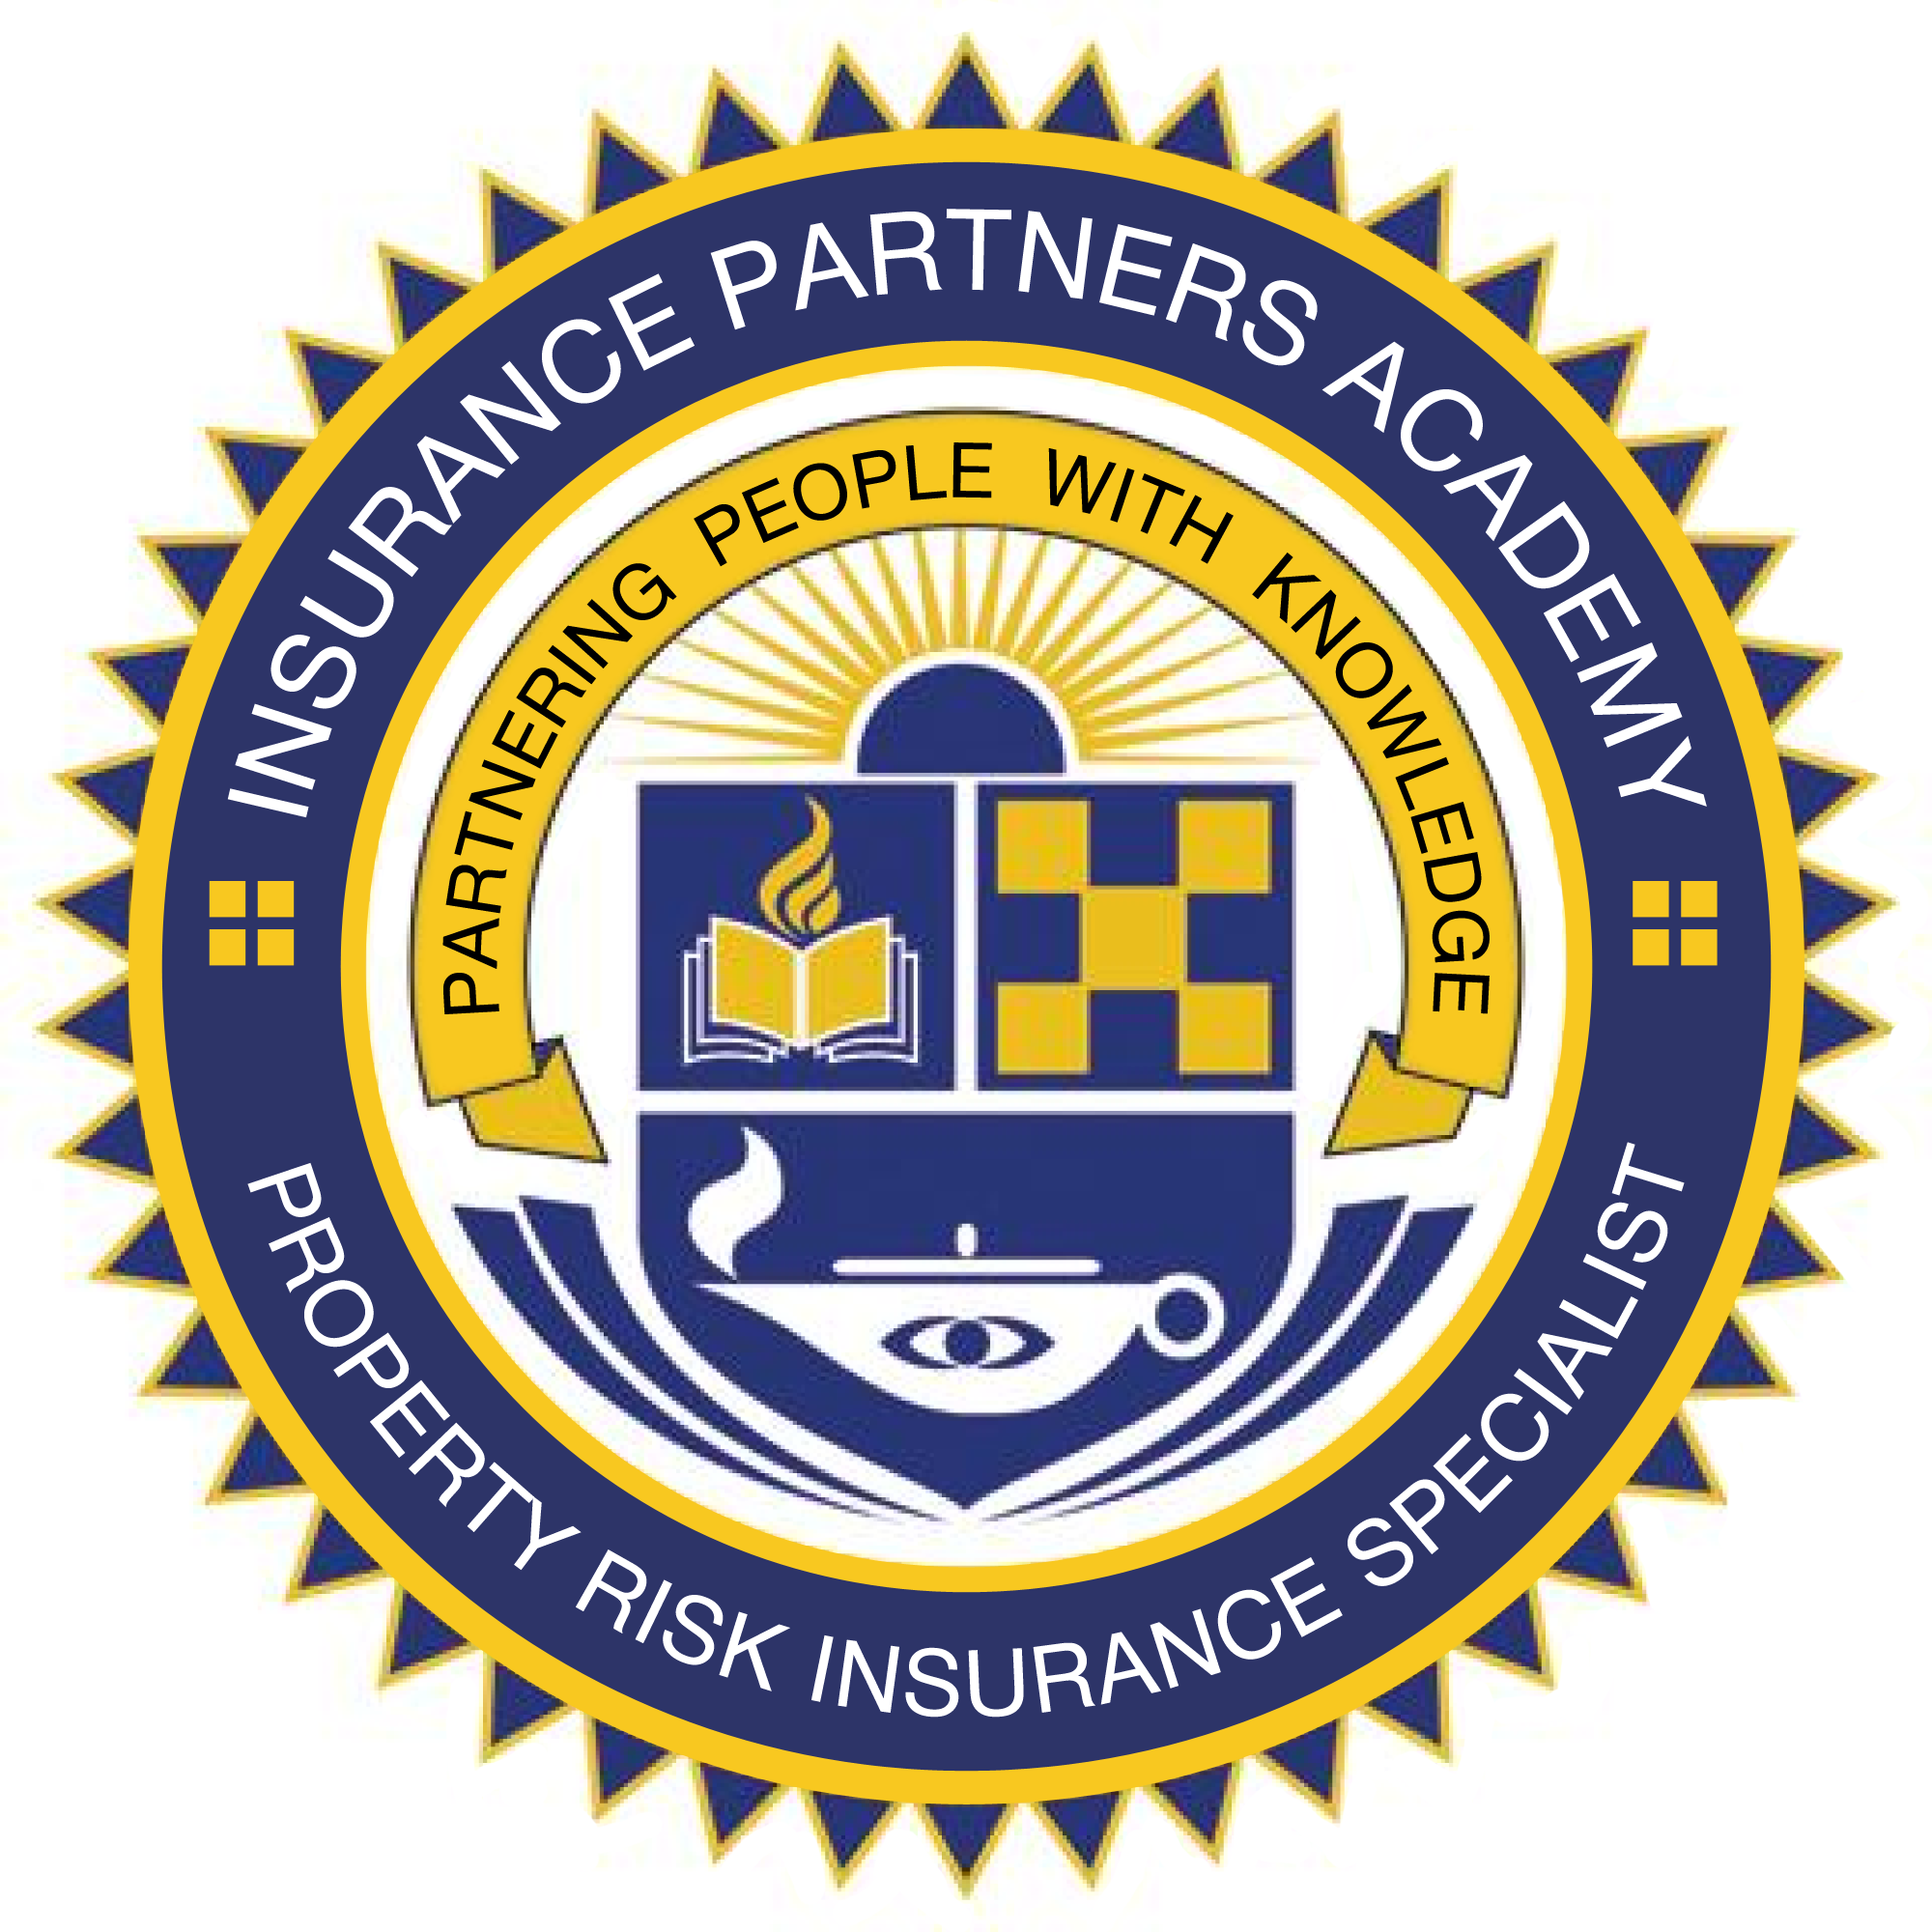 INSURANCE PARTNERS ACADEMY
PARTNERING PEOPLE WITH KNOWLEDGE
PROPERTY RISK INSURANCE SPECIALIST